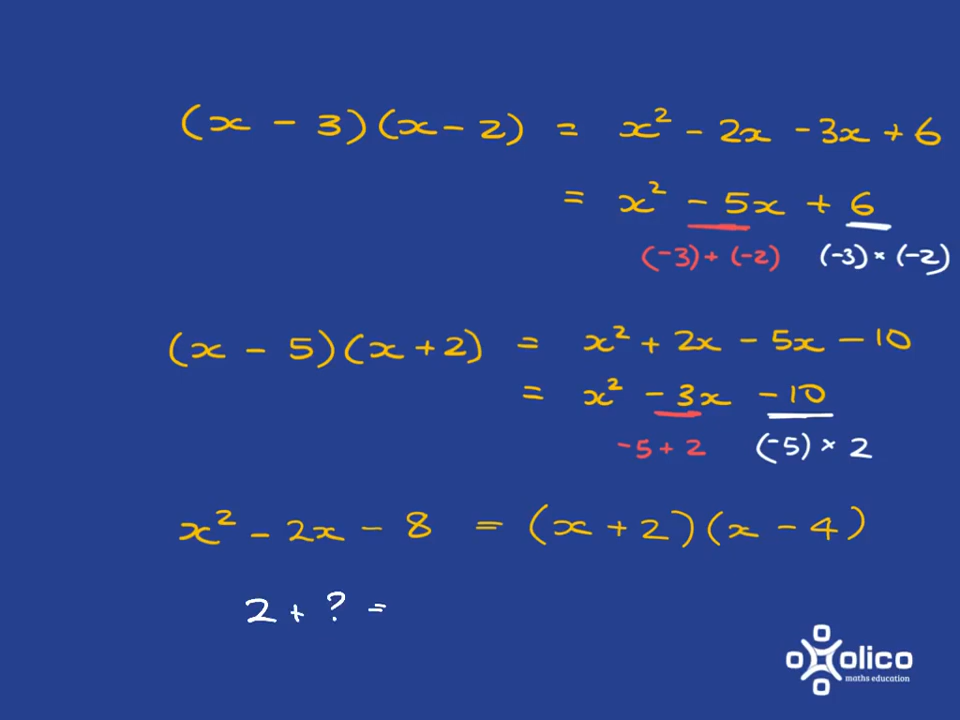 (x - 3)(x - 2) = x² - 2x - 3x + 6
= x² - 5x + 6
(-3) + (-2) (-3) × (-2)
(x - 5)(x + 2) = x² + 2x - 5x - 10
= x² - 3x - 10
-5 + 2 (-5) × 2
x² - 2x - 8 = (x + 2)(x - 4)
2 + ? =
olico
maths education